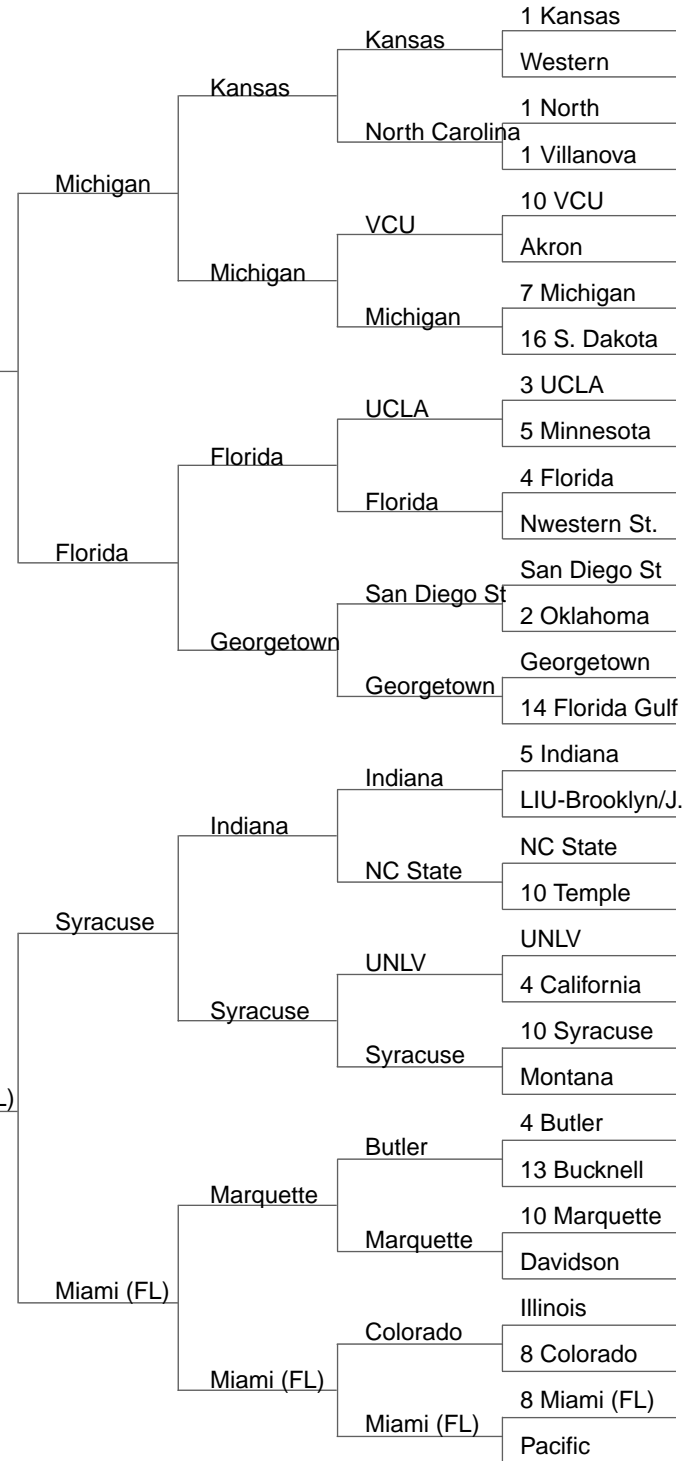 1 Kansas
Kansas
Western
Kansas
1 North
North Carolina
1 Villanova
Michigan
10 VCU
VCU
Akron
Michigan
7 Michigan
Michigan
16 S. Dakota
3 UCLA
UCLA
5 Minnesota
Florida
4 Florida
Florida
Nwestern St.
Florida
San Diego St
San Diego St
2 Oklahoma
Georgetown
Georgetown
Georgetown
14 Florida Gulf
5 Indiana
Indiana
LIU-Brooklyn/J.
Indiana
NC State
NC State
10 Temple
Syracuse
UNLV
UNLV
4 California
Syracuse
10 Syracuse
Syracuse
Montana
L)
4 Butler
Butler
13 Bucknell
Marquette
10 Marquette
Marquette
Davidson
Miami (FL)
Illinois
Colorado
8 Colorado
Miami (FL)
8 Miami (FL)
Miami (FL)
Pacific